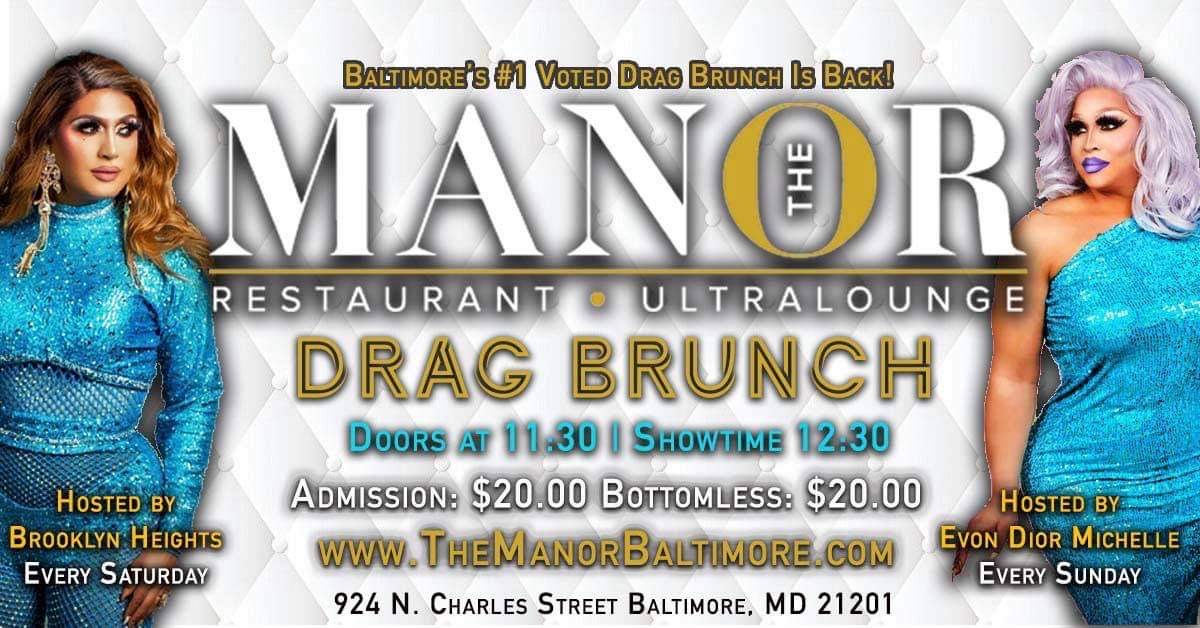 Baltimore's #1 Voted Drag Brunch Is Back!
THE MANOR
RESTAURANT • ULTRALOUNGE
DRAG BRUNCH
Doors at 11:30 | Showtime 12:30
Admission: $20.00 Bottomless: $20.00
www.TheManorBaltimore.com
924 N. Charles Street Baltimore, MD 21201
Hosted by
Brooklyn Heights
Every Saturday
Hosted by
Evon Dior Michelle
Every Sunday